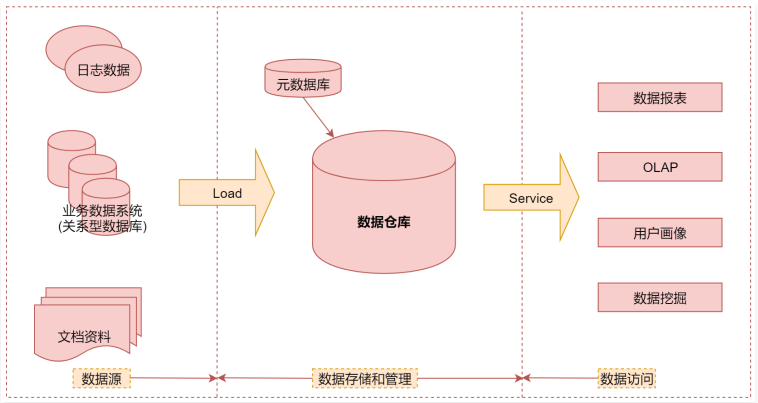 日志数据
业务数据系统
(关系型数据库)
文档资料
数据源
Load
元数据库
数据仓库
数据存储和管理
Service
数据报表
OLAP
用户画像
数据挖掘
数据访问